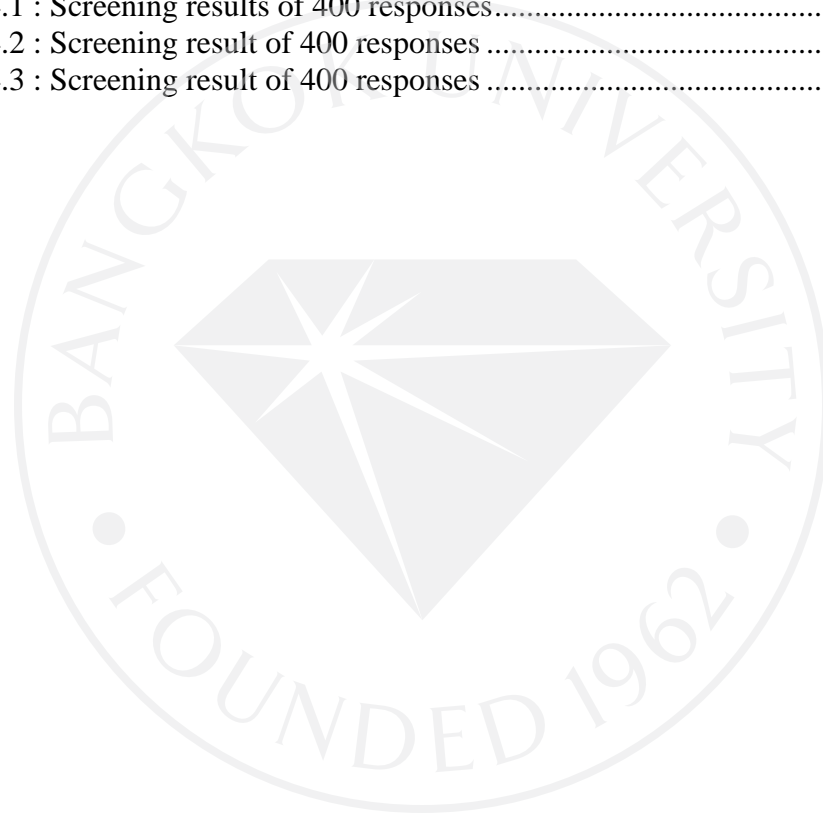 .1 : Screening results of 400 responses....................................................
.2 : Screening result of 400 responses .....................................................
.3 : Screening result of 400 responses .....................................................
BANGKOK UNIVERSITY
• FOUNDED 1962 •